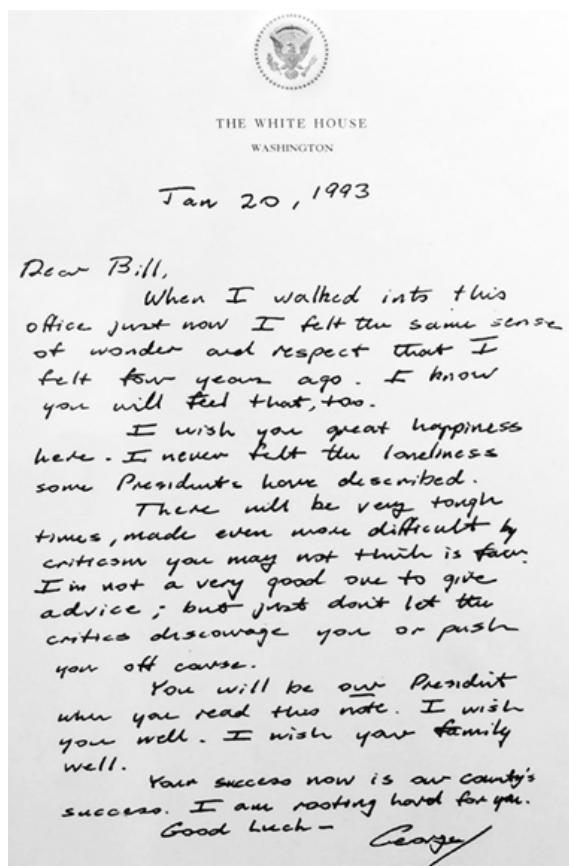 THE WHITE HOUSE
WASHINGTON
Jan 20, 1993
Dear Bill,
When I walked into this
office just now I felt the same sense
of wonder and respect that I
felt four years ago. I know
you will feel that, too.
I wish you great happiness
here. I never felt the loneliness
some Presidents have described.
There will be very tough
times, made even more difficult by
criticism you may not think is fair.
I'm not a very good one to give
advice; but just don't let the
critics discourage you or push
you off course.
You will be our President
when you read this note. I wish
you well. I wish your family
well.
Your success now is our country's
success. I am rooting hard for you.
Good Luck –
George